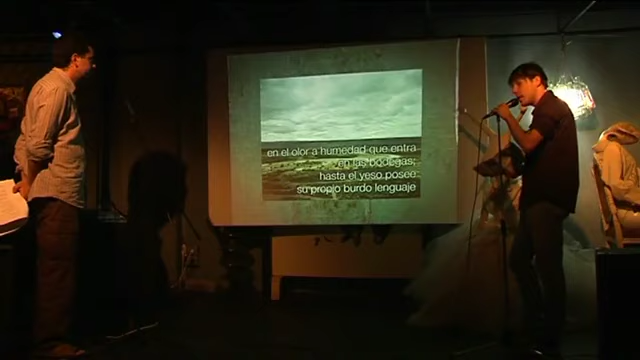 en el olor a humedad que entra
en las bodegas;
hasta el yeso posee
su propio burdo lenguaje